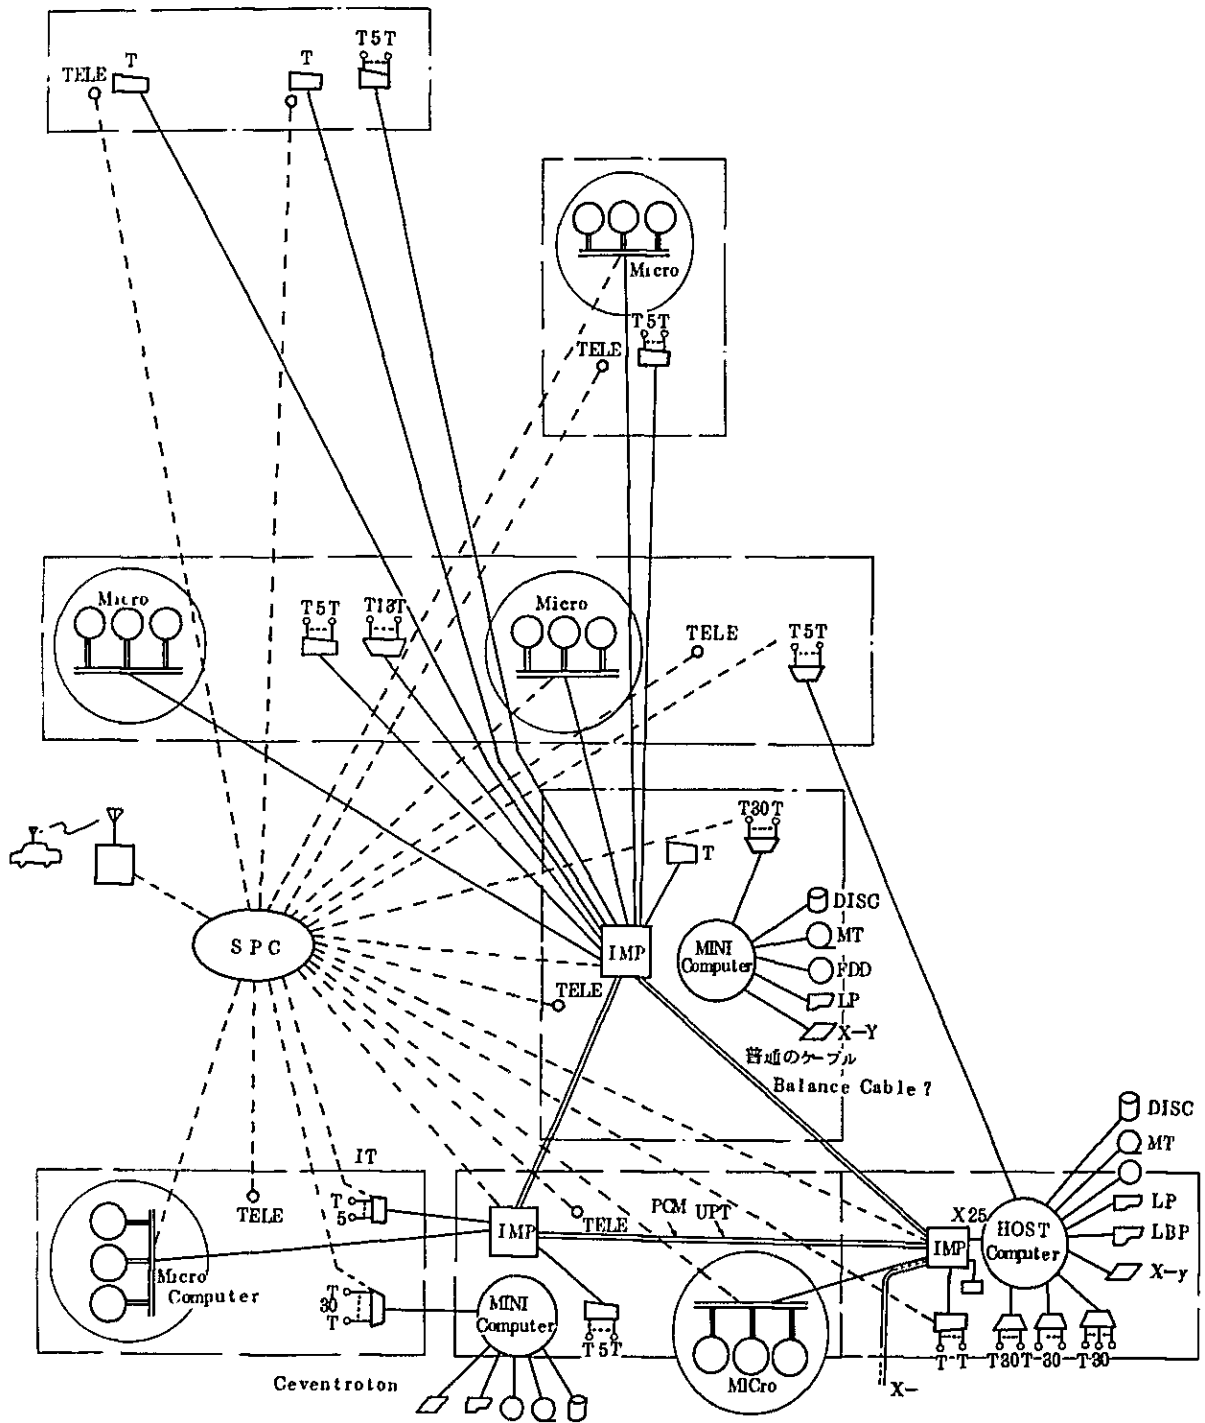 T5T
T
T
TELE
Micro
T5T
TELE
Micro
T5T
T13T
Micro
TELE
T5T
T30T
T
DISC
SPC
IMP
MINI
Computer
MT
FDD
TELE
LP
X-Y
普通のケーブル
Balance Cable?
DISC
MT
IT
T
5
TELE
IMP
TELE
PCM
UPT
X25
HOST
Computer
IMP
LP
LBP
X-y
Micro
Computer
T
30
T
MINI
Computer
T5T
MICro
T T
T30
T-30
T-30
X-
Ceventroton